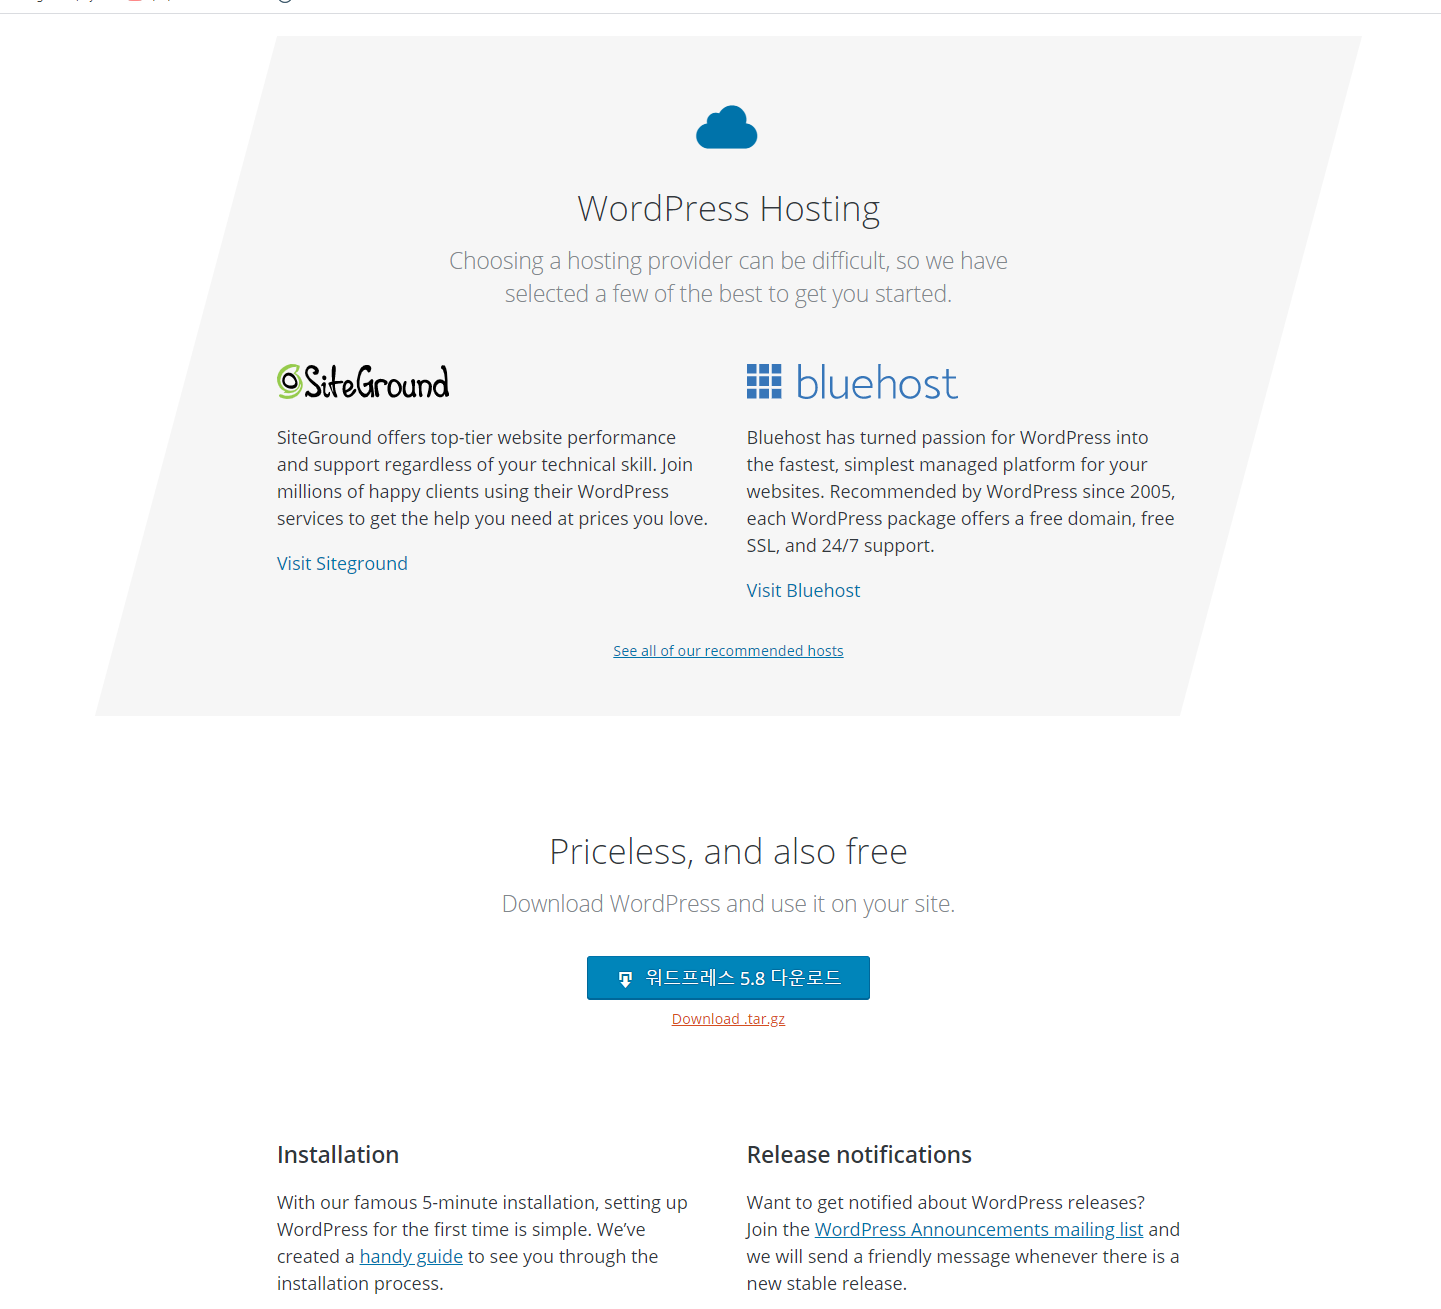 WordPress Hosting
Choosing a hosting provider can be difficult, so we have
selected a few of the best to get you started.
SiteGround
SiteGround offers top-tier website performance
and support regardless of your technical skill. Join
millions of happy clients using their WordPress
services to get the help you need at prices you love.
Visit Siteground
bluehost
Bluehost has turned passion for WordPress into
the fastest, simplest managed platform for your
websites. Recommended by WordPress since 2005,
each WordPress package offers a free domain, free
SSL, and 24/7 support.
Visit Bluehost
See all of our recommended hosts
Priceless, and also free
Download WordPress and use it on your site.
워드프레스 5.8 다운로드
Download .tar.gz
Installation
With our famous 5-minute installation, setting up
WordPress for the first time is simple. We’ve
created a handy guide to see you through the
installation process.
Release notifications
Want to get notified about WordPress releases?
Join the WordPress Announcements mailing list and
we will send a friendly message whenever there is a
new stable release.